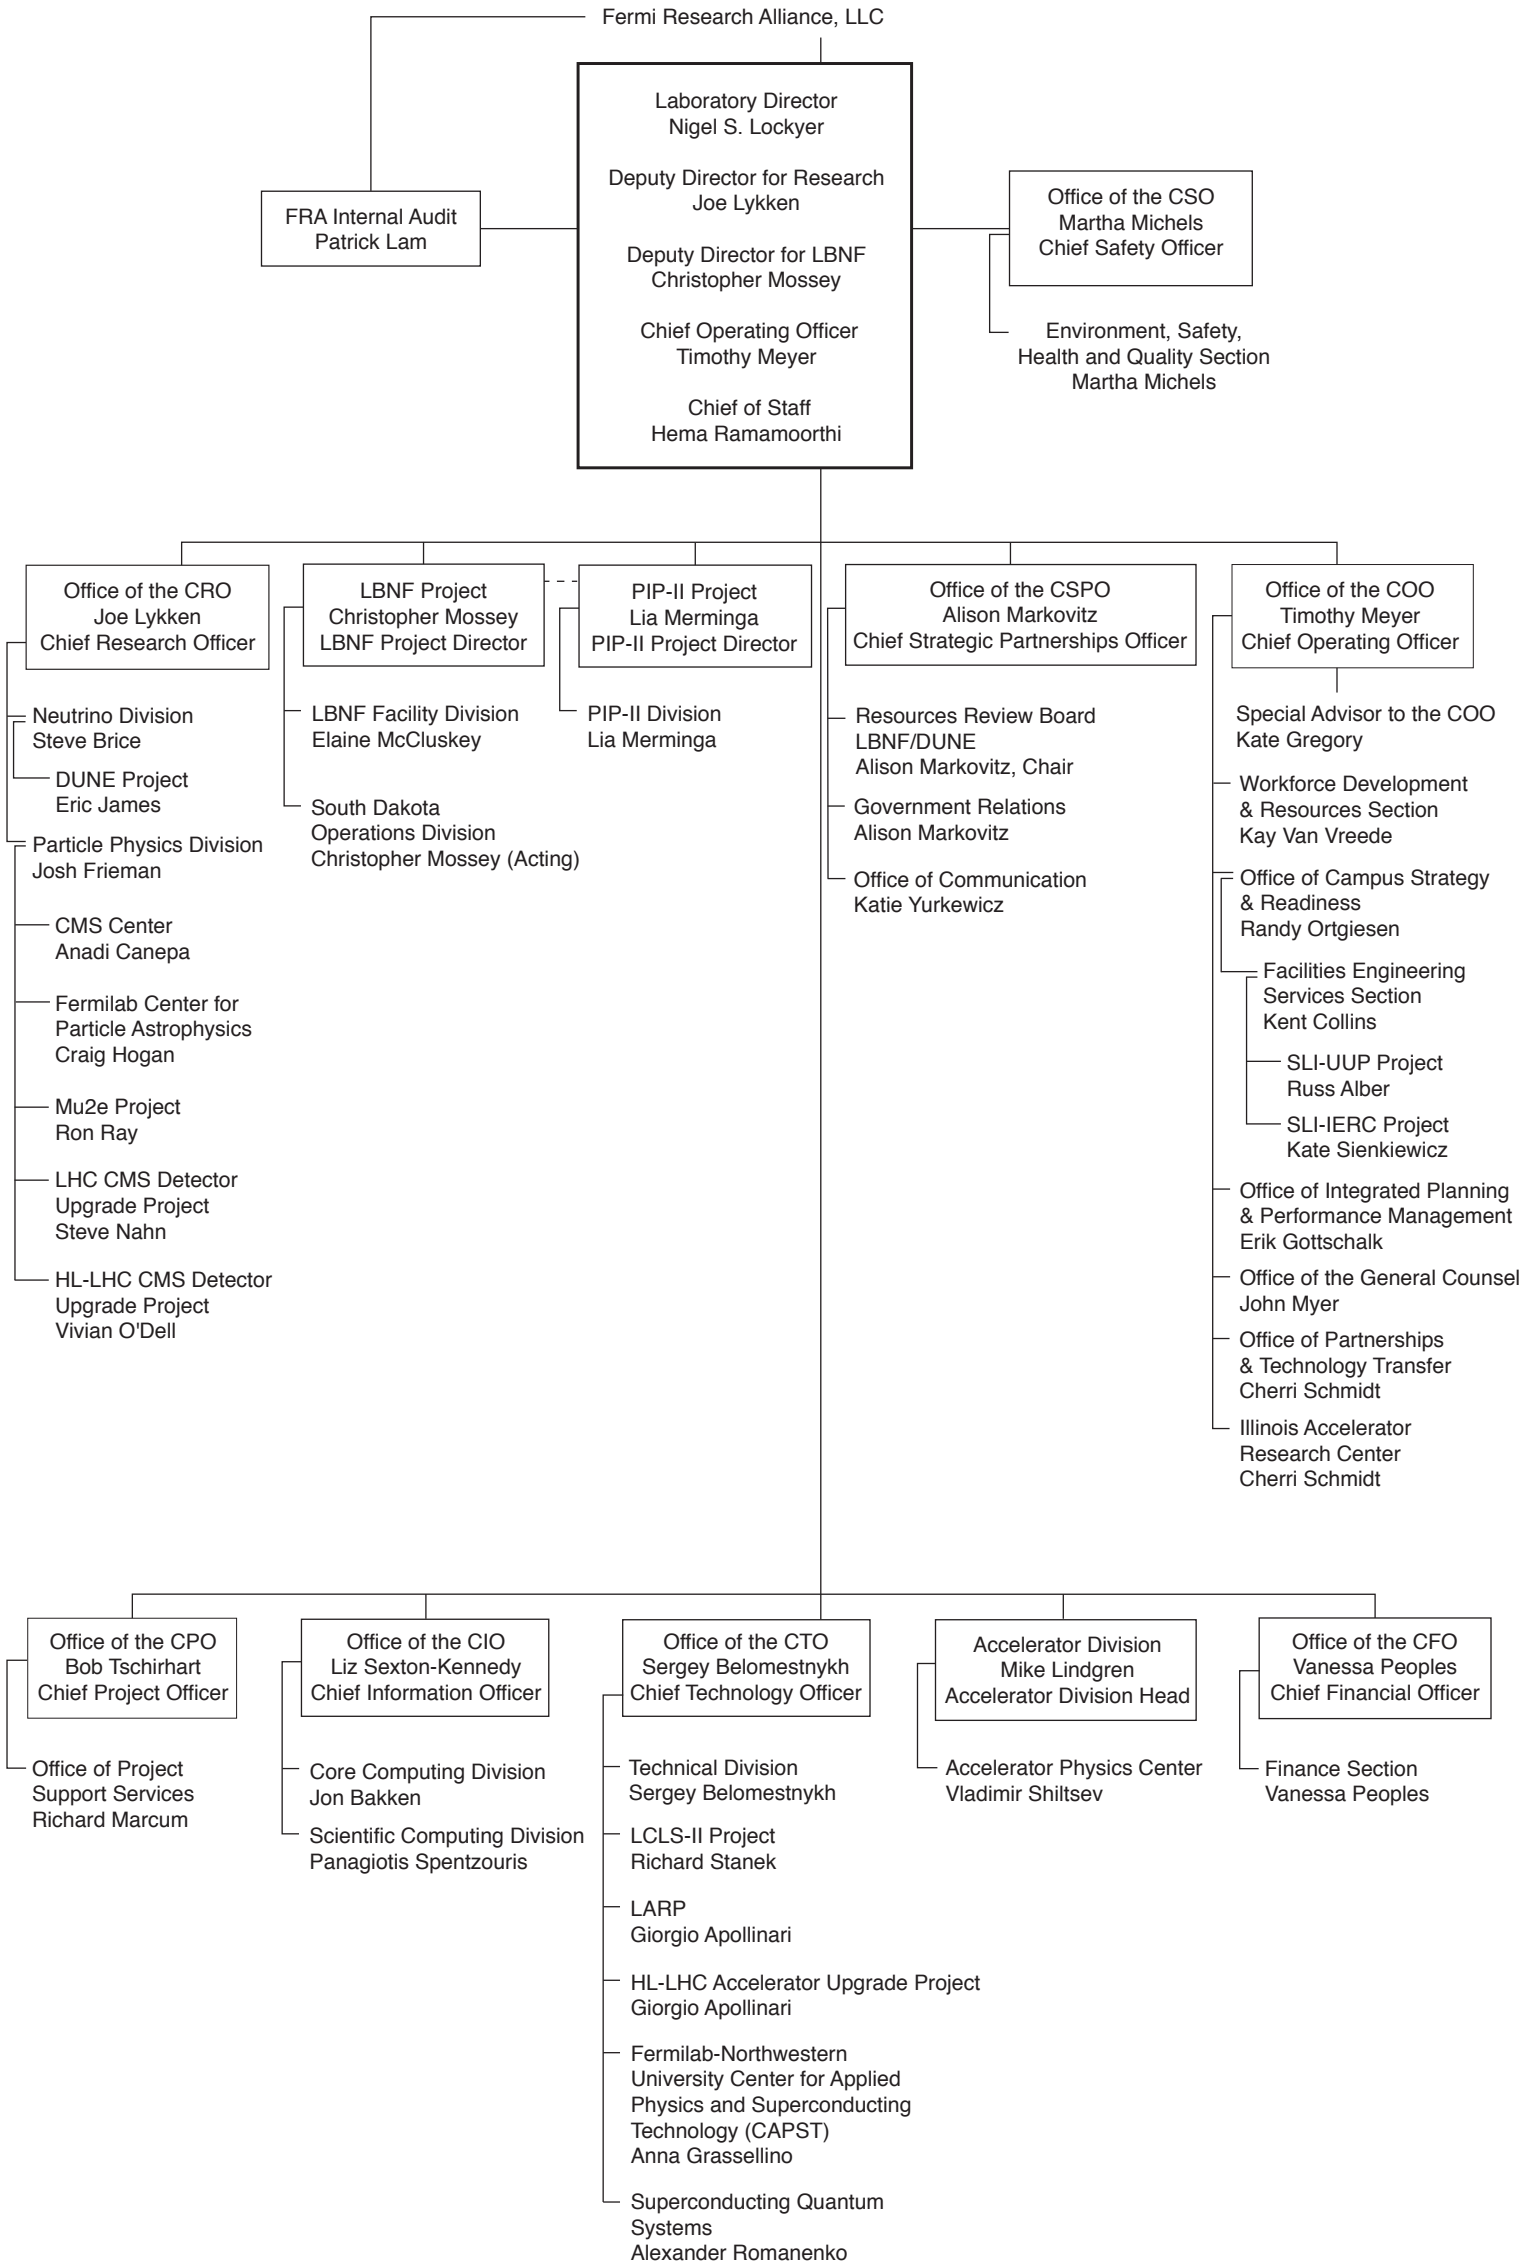 Fermi Research Alliance, LLC
Laboratory Director
Nigel S. Lockyer
Deputy Director for Research
Joe Lykken
Deputy Director for LBNF
Christopher Mossey
Chief Operating Officer
Timothy Meyer
Chief of Staff
Hema Ramamoorthi
FRA Internal Audit
Patrick Lam
Office of the CSO
Martha Michels
Chief Safety Officer
Environment, Safety,
Health and Quality Section
Martha Michels
Office of the CRO
Joe Lykken
Chief Research Officer
Neutrino Division
Steve Brice
DUNE Project
Eric James
Particle Physics Division
Josh Frieman
CMS Center
Anadi Canepa
Fermilab Center for
Particle Astrophysics
Craig Hogan
Mu2e Project
Ron Ray
LHC CMS Detector
Upgrade Project
Steve Nahn
HL-LHC CMS Detector
Upgrade Project
Vivian O'Dell
LBNF Project
Christopher Mossey
LBNF Project Director
LBNF Facility Division
Elaine McCluskey
South Dakota
Operations Division
Christopher Mossey (Acting)
PIP-II Project
Lia Merminga
PIP-II Project Director
PIP-II Division
Lia Merminga
Office of the CSPO
Alison Markovitz
Chief Strategic Partnerships Officer
Resources Review Board
LBNF/DUNE
Alison Markovitz, Chair
Government Relations
Alison Markovitz
Office of Communication
Katie Yurkewicz
Office of the COO
Timothy Meyer
Chief Operating Officer
Special Advisor to the COO
Kate Gregory
Workforce Development
& Resources Section
Kay Van Vreede
Office of Campus Strategy
& Readiness
Randy Ortgiesen
Facilities Engineering
Services Section
Kent Collins
SLI-UUP Project
Russ Alber
SLI-IERC Project
Kate Sienkiewicz
Office of Integrated Planning
& Performance Management
Erik Gottschalk
Office of the General Counsel
John Myer
Office of Partnerships
& Technology Transfer
Cherri Schmidt
Illinois Accelerator
Research Center
Cherri Schmidt
Office of the CPO
Bob Tschirhart
Chief Project Officer
Office of Project
Support Services
Richard Marcum
Office of the CIO
Liz Sexton-Kennedy
Chief Information Officer
Core Computing Division
Jon Bakken
Scientific Computing Division
Panagiotis Spentzouris
Office of the CTO
Sergey Belomestnykh
Chief Technology Officer
Technical Division
Sergey Belomestnykh
LCLS-II Project
Richard Stanek
LARP
Giorgio Apollinari
HL-LHC Accelerator Upgrade Project
Giorgio Apollinari
Fermilab-Northwestern
University Center for Applied
Physics and Superconducting
Technology (CAPST)
Anna Grassellino
Superconducting Quantum
Systems
Alexander Romanenko
Accelerator Division
Mike Lindgren
Accelerator Division Head
Accelerator Physics Center
Vladimir Shiltsev
Office of the CFO
Vanessa Peoples
Chief Financial Officer
Finance Section
Vanessa Peoples